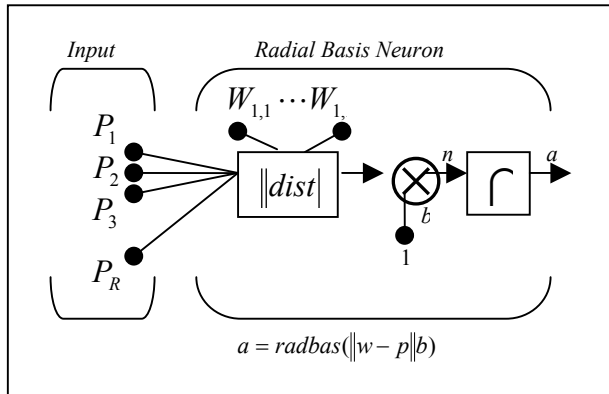 Input Radial Basis Neuron
W1,1 ⋯W1,
P1
P2
P3
PR
‖dist|
n
a
b
1
a = radbas(‖w − p‖b)